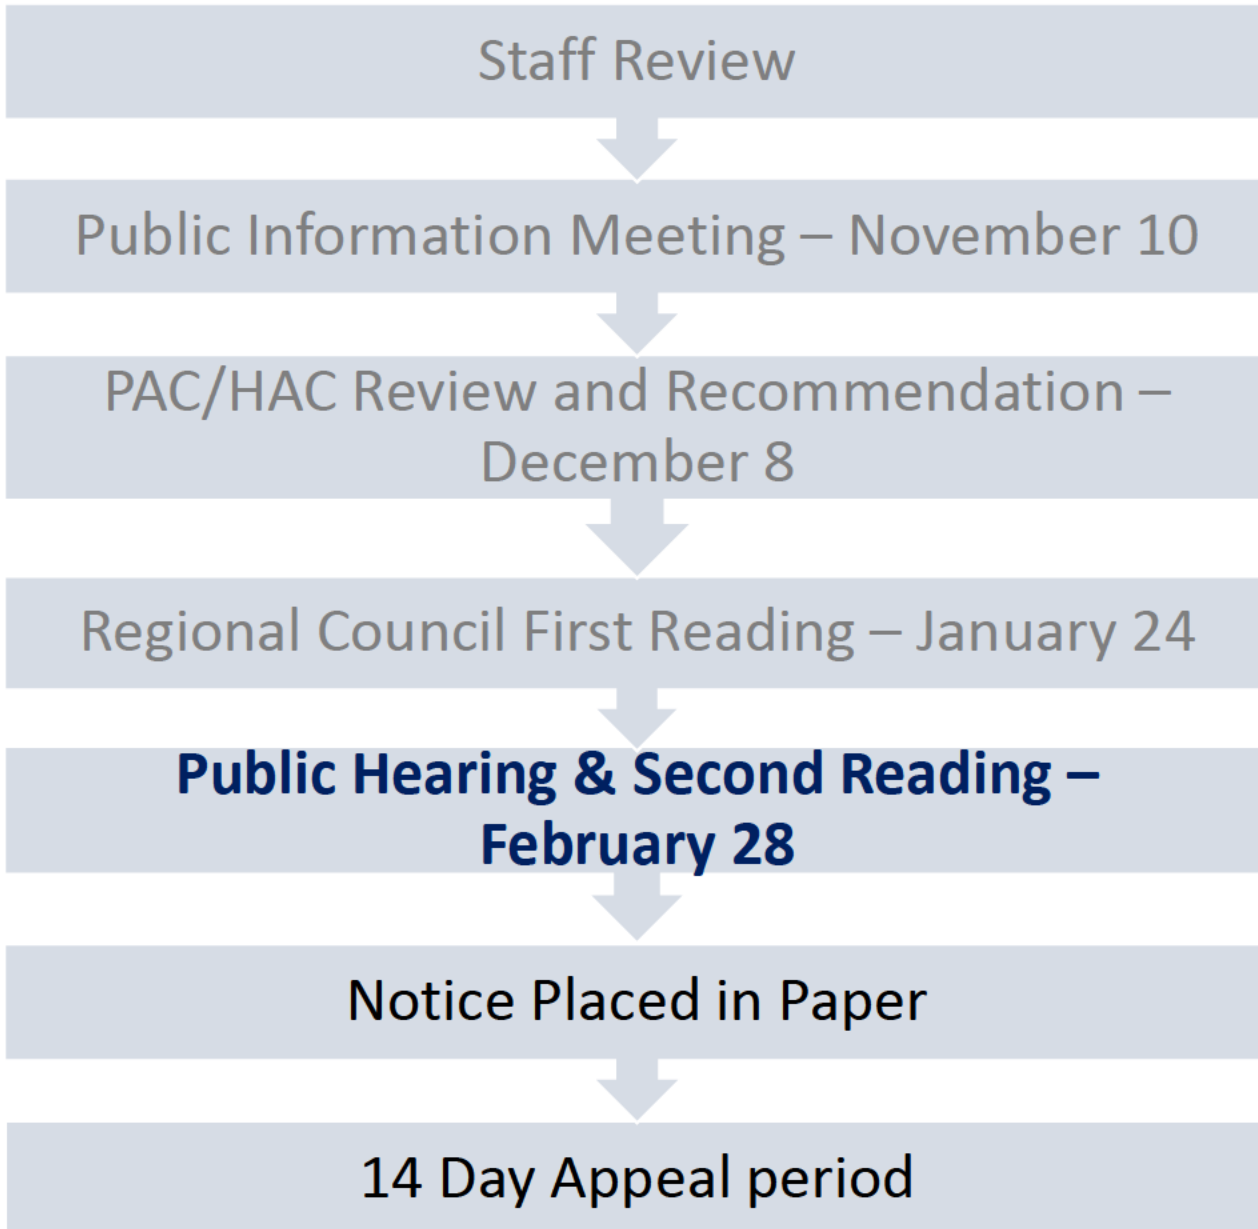 Staff Review
Public Information Meeting – November 10
PAC/HAC Review and Recommendation –
December 8
Regional Council First Reading – January 24
Public Hearing & Second Reading –
February 28
Notice Placed in Paper
14 Day Appeal period